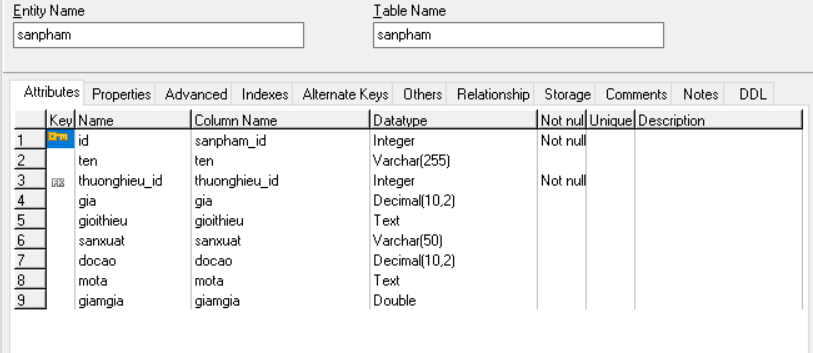 Entity Name Table Name
sanpham sanpham
Attributes Properties Advanced Indexes Alternate Keys Others Relationship Storage Comments Notes DDL
Key Name Column Name Datatype Not nul Unique Description
1 id sanpham_id Integer Not null
2 ten ten Varchar(255)
3 FK thuonghieu_id thuonghieu_id Integer Not null
4 gia gia Decimal(10,2)
5 gioithieu gioithieu Text
6 sanxuat sanxuat Varchar(50)
7 docao docao Decimal(10,2)
8 mota mota Text
9 giamgia giamgia Double